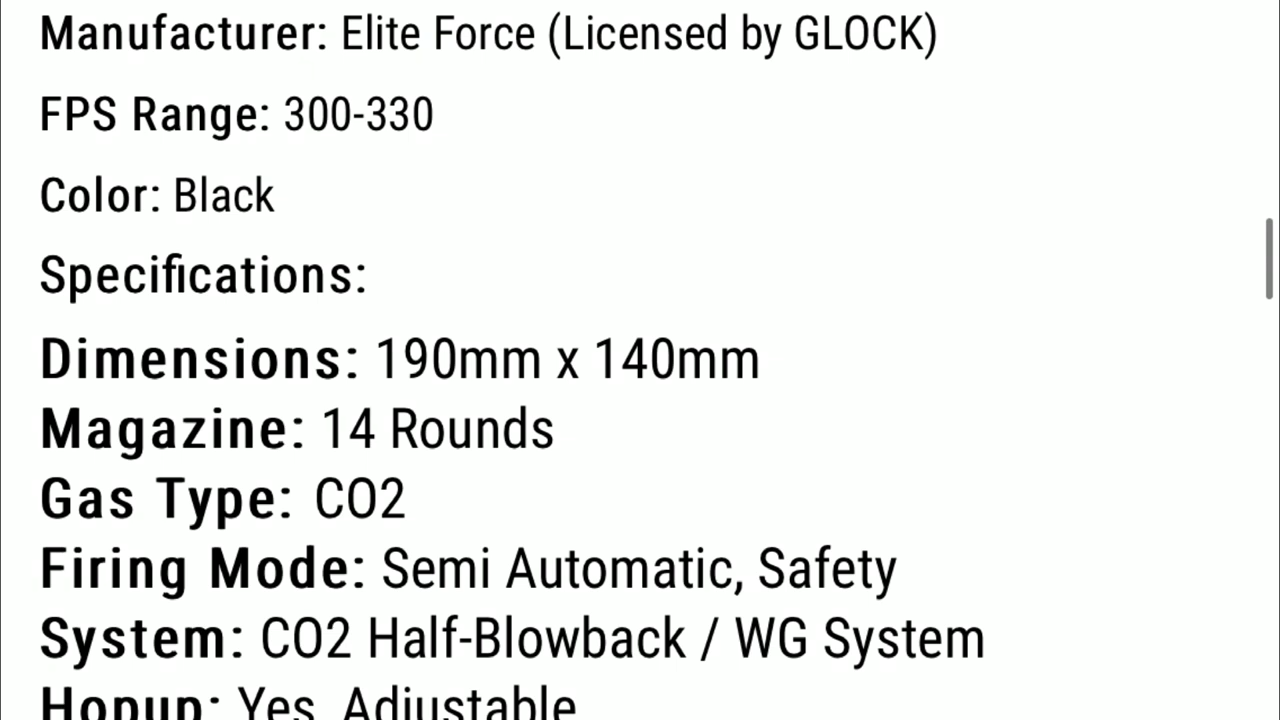 Manufacturer: Elite Force (Licensed by GLOCK)
FPS Range: 300-330
Color: Black
Specifications:
Dimensions: 190mm x 140mm
Magazine: 14 Rounds
Gas Type: CO2
Firing Mode: Semi Automatic, Safety
System: CO2 Half-Blowback / WG System
Hopup: Yes, Adjustable